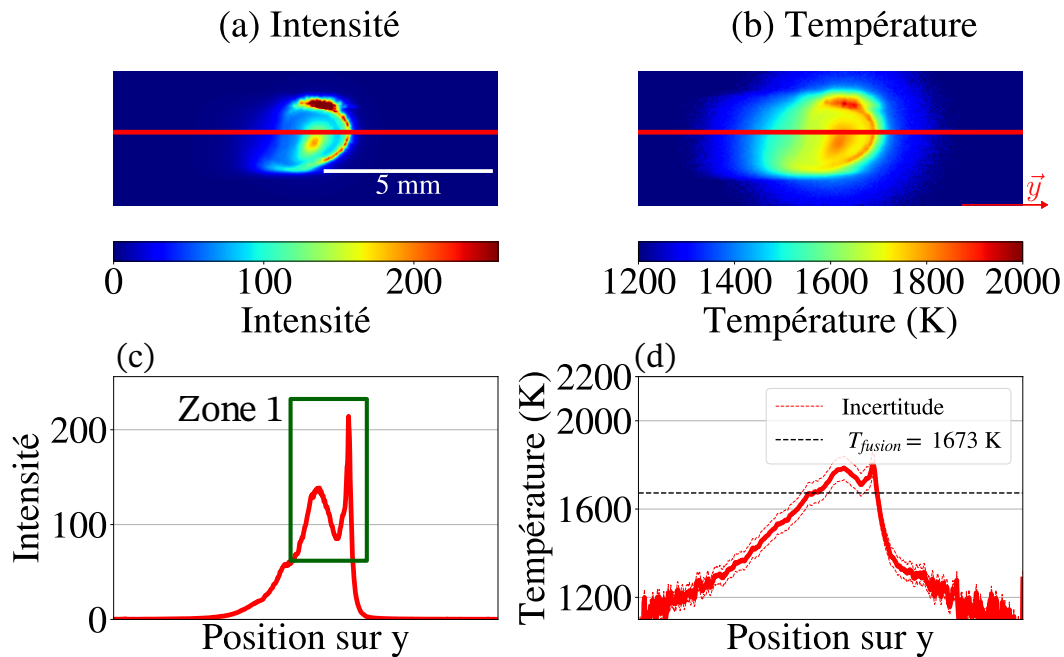 (a) Intensité
(b) Température
5 mm
y⃗
0 100 200
Intensité
1200 1400 1600 1800 2000
Température (K)
(c)
Zone 1
200
100
0
Intensité
Position sur y
(d)
2200
2000
1600
1100
Température (K)
Incertitude
T_fusion = 1673 K
Position sur y